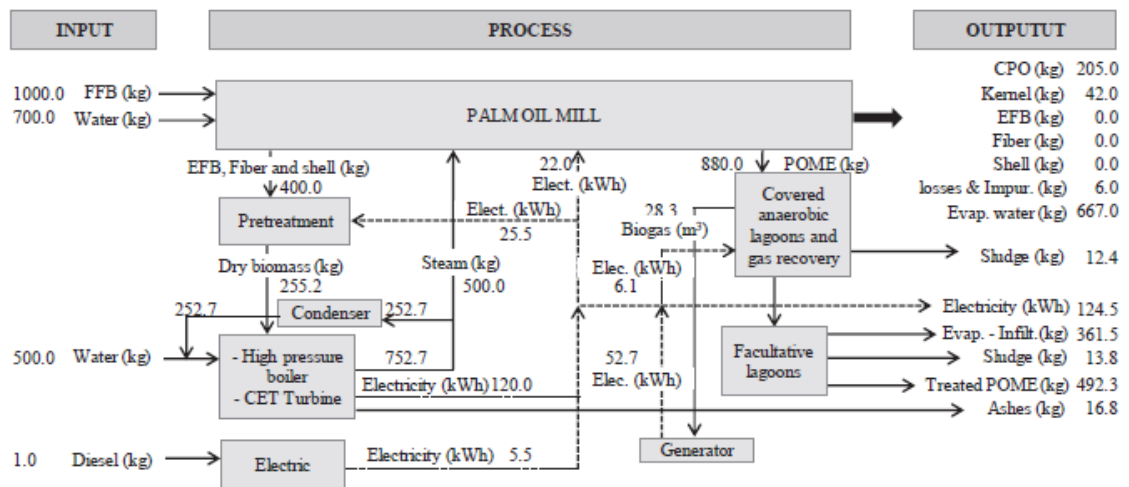 INPUT
PROCESS
OUTPUTUT
CPO (kg) 205.0
1000.0 FFB (kg)
Kernel (kg) 42.0
700.0 Water (kg)
PALM OIL MILL
EFB (kg) 0.0
Fiber (kg) 0.0
EFB, Fiber and shell (kg)
22.0
880.0 POME (kg)
Shell (kg) 0.0
400.0
Elect. (kWh)
losses & Impur. (kg) 6.0
Pretreatment
Elect. (kWh)
28.3
Covered
anaerobic
lagoons and
gas recovery
Evap. water (kg) 667.0
25.5
Biogas (m³)
Dry biomass (kg)
Steam (kg)
Elec. (kWh)
Sludge (kg) 12.4
255.2
500.0
6.1
252.7
Condenser
252.7
Electricity (kWh) 124.5
Evap. - Infilt.(kg) 361.5
500.0 Water (kg)
- High pressure
boiler
- CET Turbine
752.7
52.7
Elec. (kWh)
Facultative
lagoons
Sludge (kg) 13.8
Electricity (kWh) 120.0
Treated POME (kg) 492.3
Ashes (kg) 16.8
Generator
1.0 Diesel (kg)
Electric
Electricity (kWh) 5.5